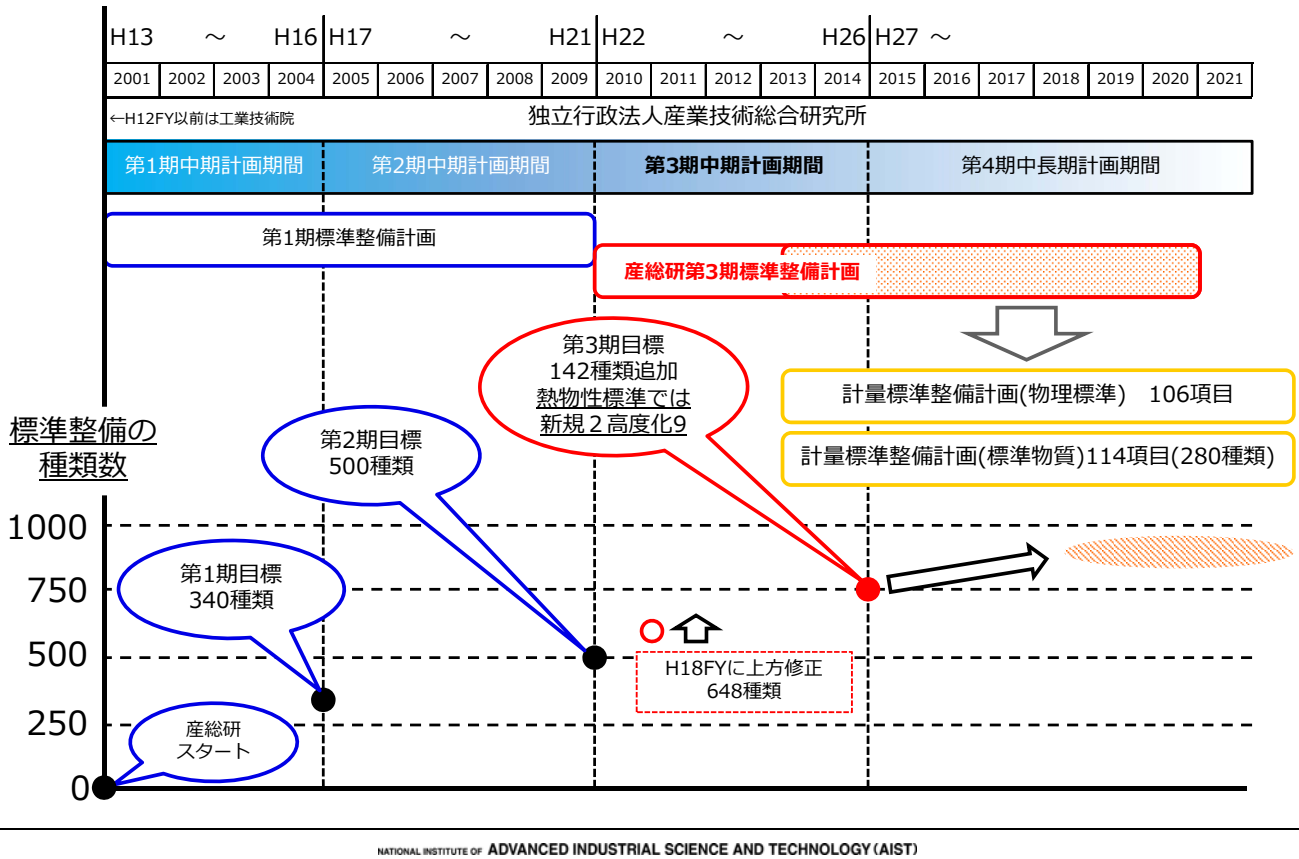 H13 ～ H16 H17 ～ H21 H22 ～ H26 H27 ～
2001 2002 2003 2004 2005 2006 2007 2008 2009 2010 2011 2012 2013 2014 2015 2016 2017 2018 2019 2020 2021
←H12FY以前は工業技術院 独立行政法人産業技術総合研究所
第1期中期計画期間 第2期中期計画期間 第3期中期計画期間 第4期中長期計画期間
第1期標準整備計画
産総研第3期標準整備計画
第3期目標
142種類追加
熱物性標準では
新規２高度化9
計量標準整備計画(物理標準) 106項目
計量標準整備計画(標準物質)114項目(280種類)
標準整備の
種類数
第2期目標
500種類
1000
第1期目標
340種類
750
500
H18FYに上方修正
648種類
250
産総研
スタート
0
NATIONAL INSTITUTE OF ADVANCED INDUSTRIAL SCIENCE AND TECHNOLOGY (AIST)